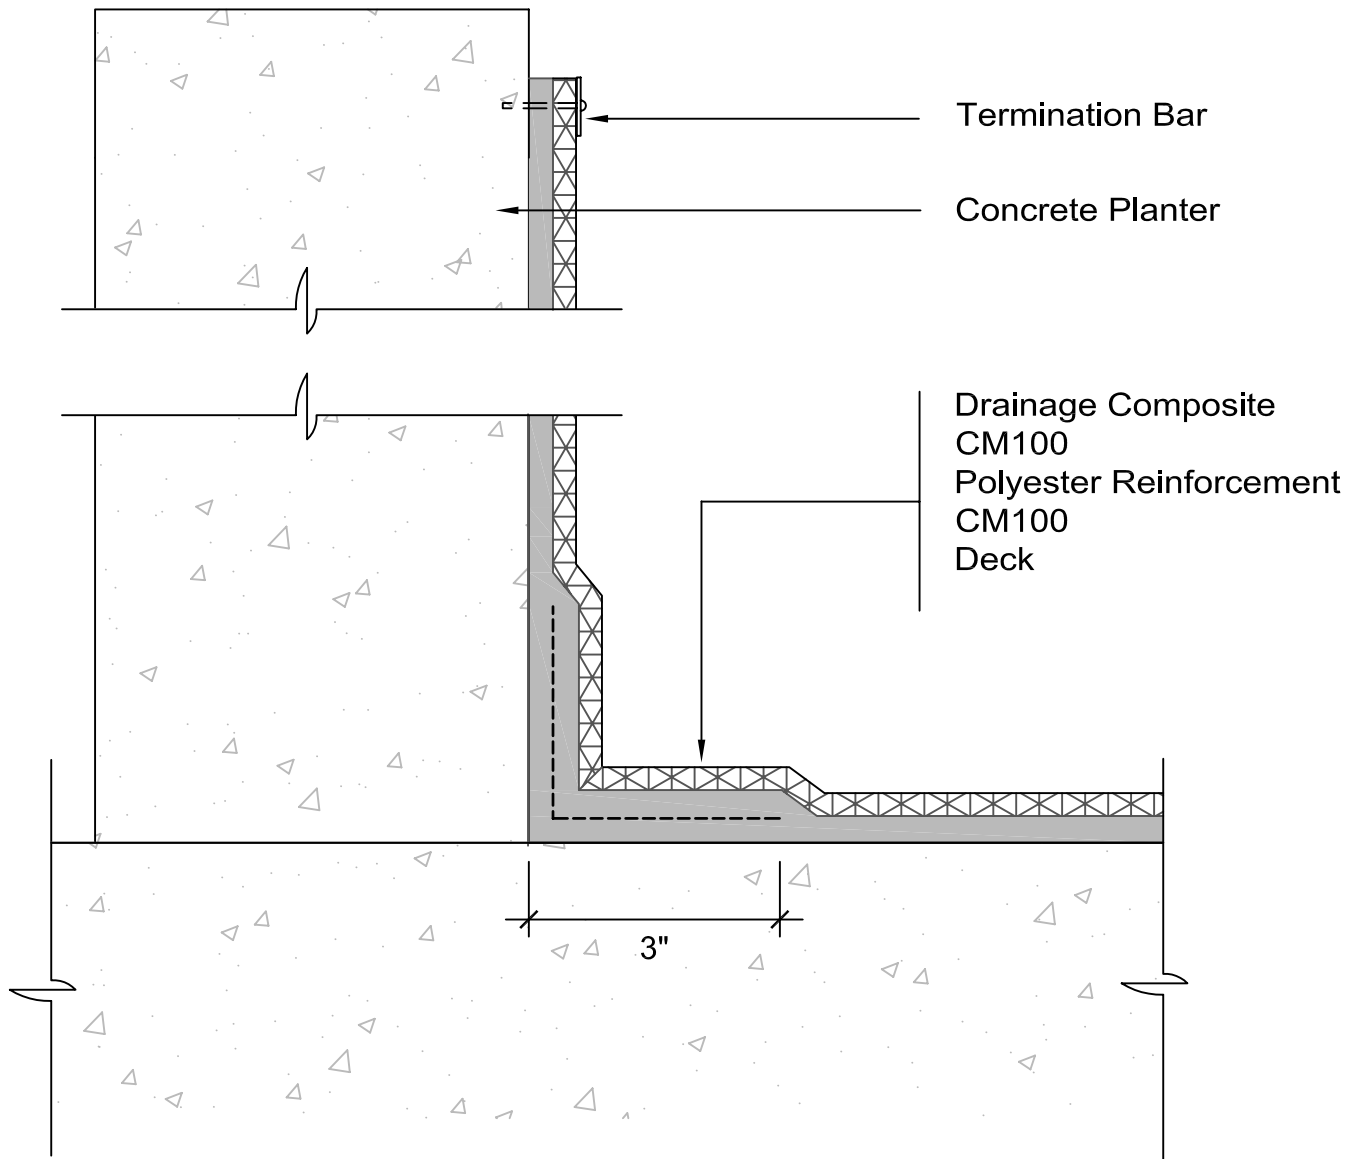 Termination Bar
Concrete Planter
Drainage Composite
CM100
Polyester Reinforcement
CM100
Deck
3"